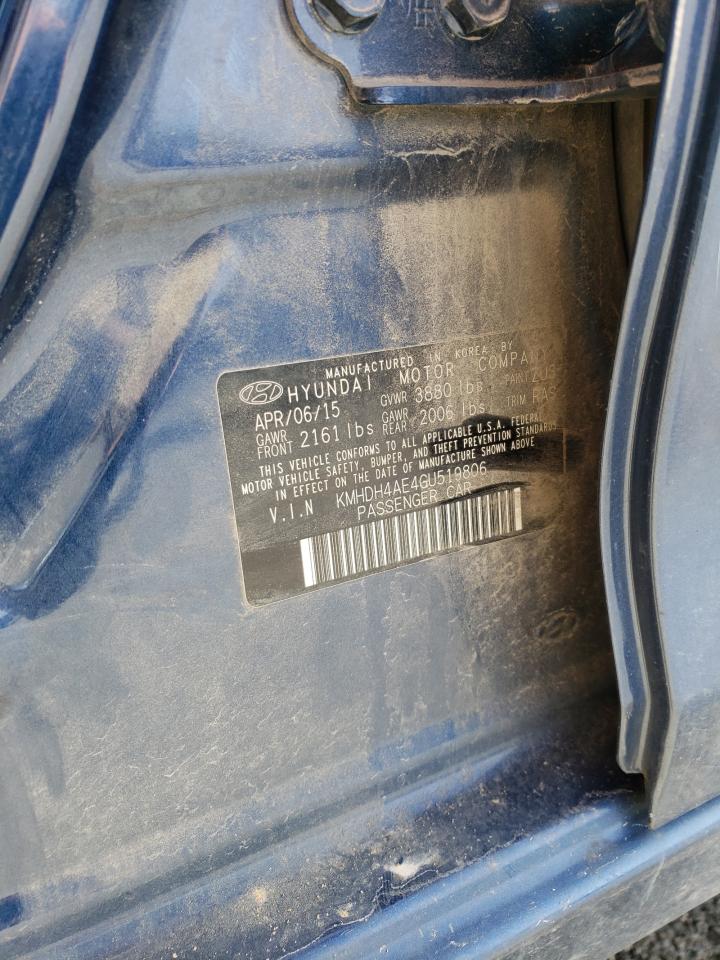 MANUFACTURED IN KOREA BY
HYUNDAI MOTOR COMPANY
APR/06/15 GVWR 3880 lbs PAINT
GAWR FRONT 2161 lbs GAWR REAR 2006 lbs TRIM
THIS VEHICLE CONFORMS TO ALL APPLICABLE U.S.A. FEDERAL
MOTOR VEHICLE SAFETY, BUMPER, AND THEFT PREVENTION STANDARDS
IN EFFECT ON THE DATE OF MANUFACTURE SHOWN ABOVE
V.I.N KMHDH4AE4GU519806
PASSENGER CAR